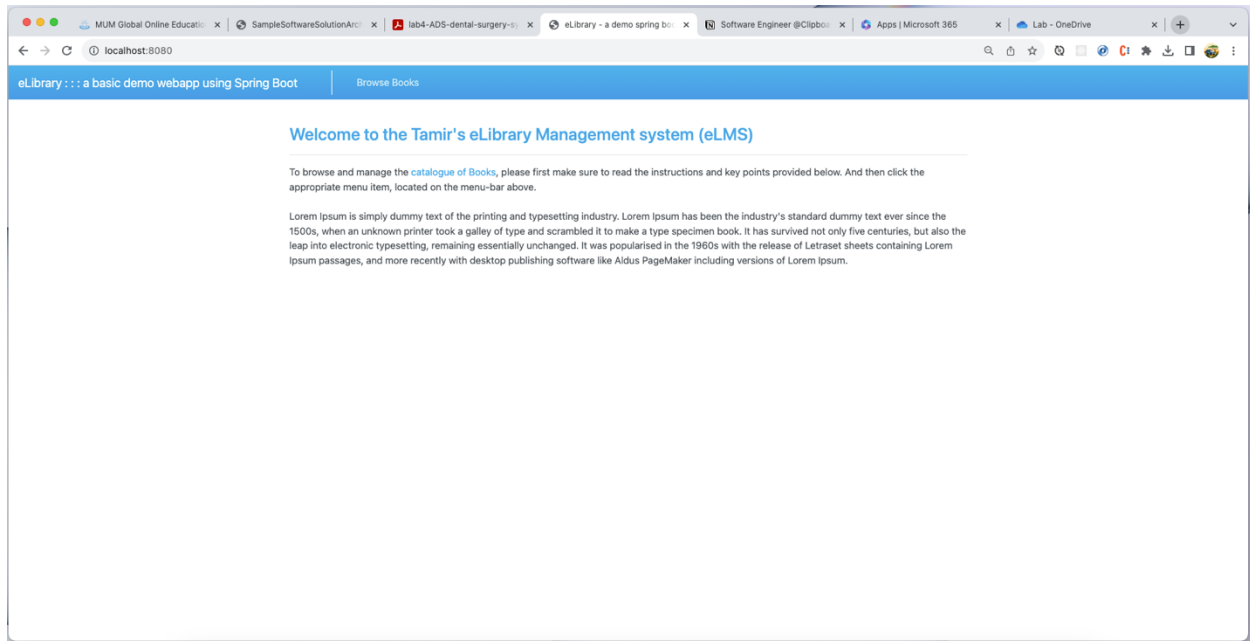 MUM Global Online Educatio
SampleSoftwareSolutionArc
lab4-ADS-dental-surgery-sy
eLibrary - a demo spring boo
Software Engineer @Clipboa
Apps | Microsoft 365
Lab - OneDrive
localhost:8080
eLibrary : : : a basic demo webapp using Spring Boot
Browse Books
Welcome to the Tamir's eLibrary Management system (eLMS)
To browse and manage the catalogue of Books, please first make sure to read the instructions and key points provided below. And then click the
appropriate menu item, located on the menu-bar above.
Lorem Ipsum is simply dummy text of the printing and typesetting industry. Lorem Ipsum has been the industry's standard dummy text ever since the
1500s, when an unknown printer took a galley of type and scrambled it to make a type specimen book. It has survived not only five centuries, but also the
leap into electronic typesetting, remaining essentially unchanged. It was popularised in the 1960s with the release of Letraset sheets containing Lorem
Ipsum passages, and more recently with desktop publishing software like Aldus PageMaker including versions of Lorem Ipsum.